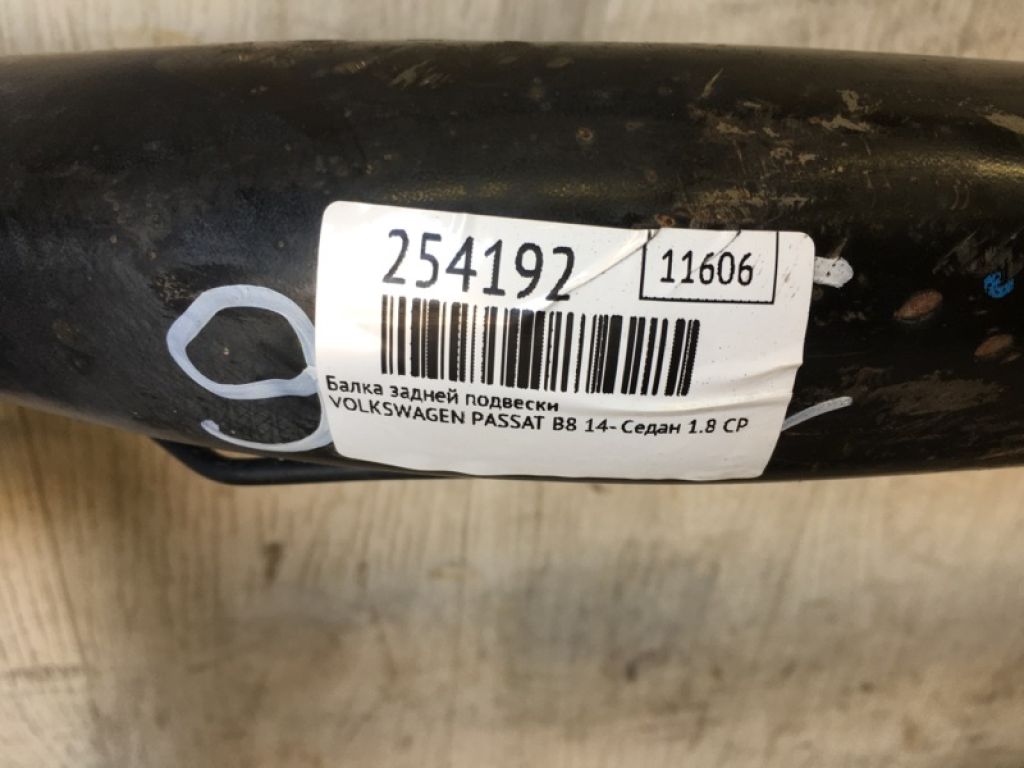 254192
11606
Балка задней подвески
VOLKSWAGEN PASSAT B8 14- Седан 1.8 CP